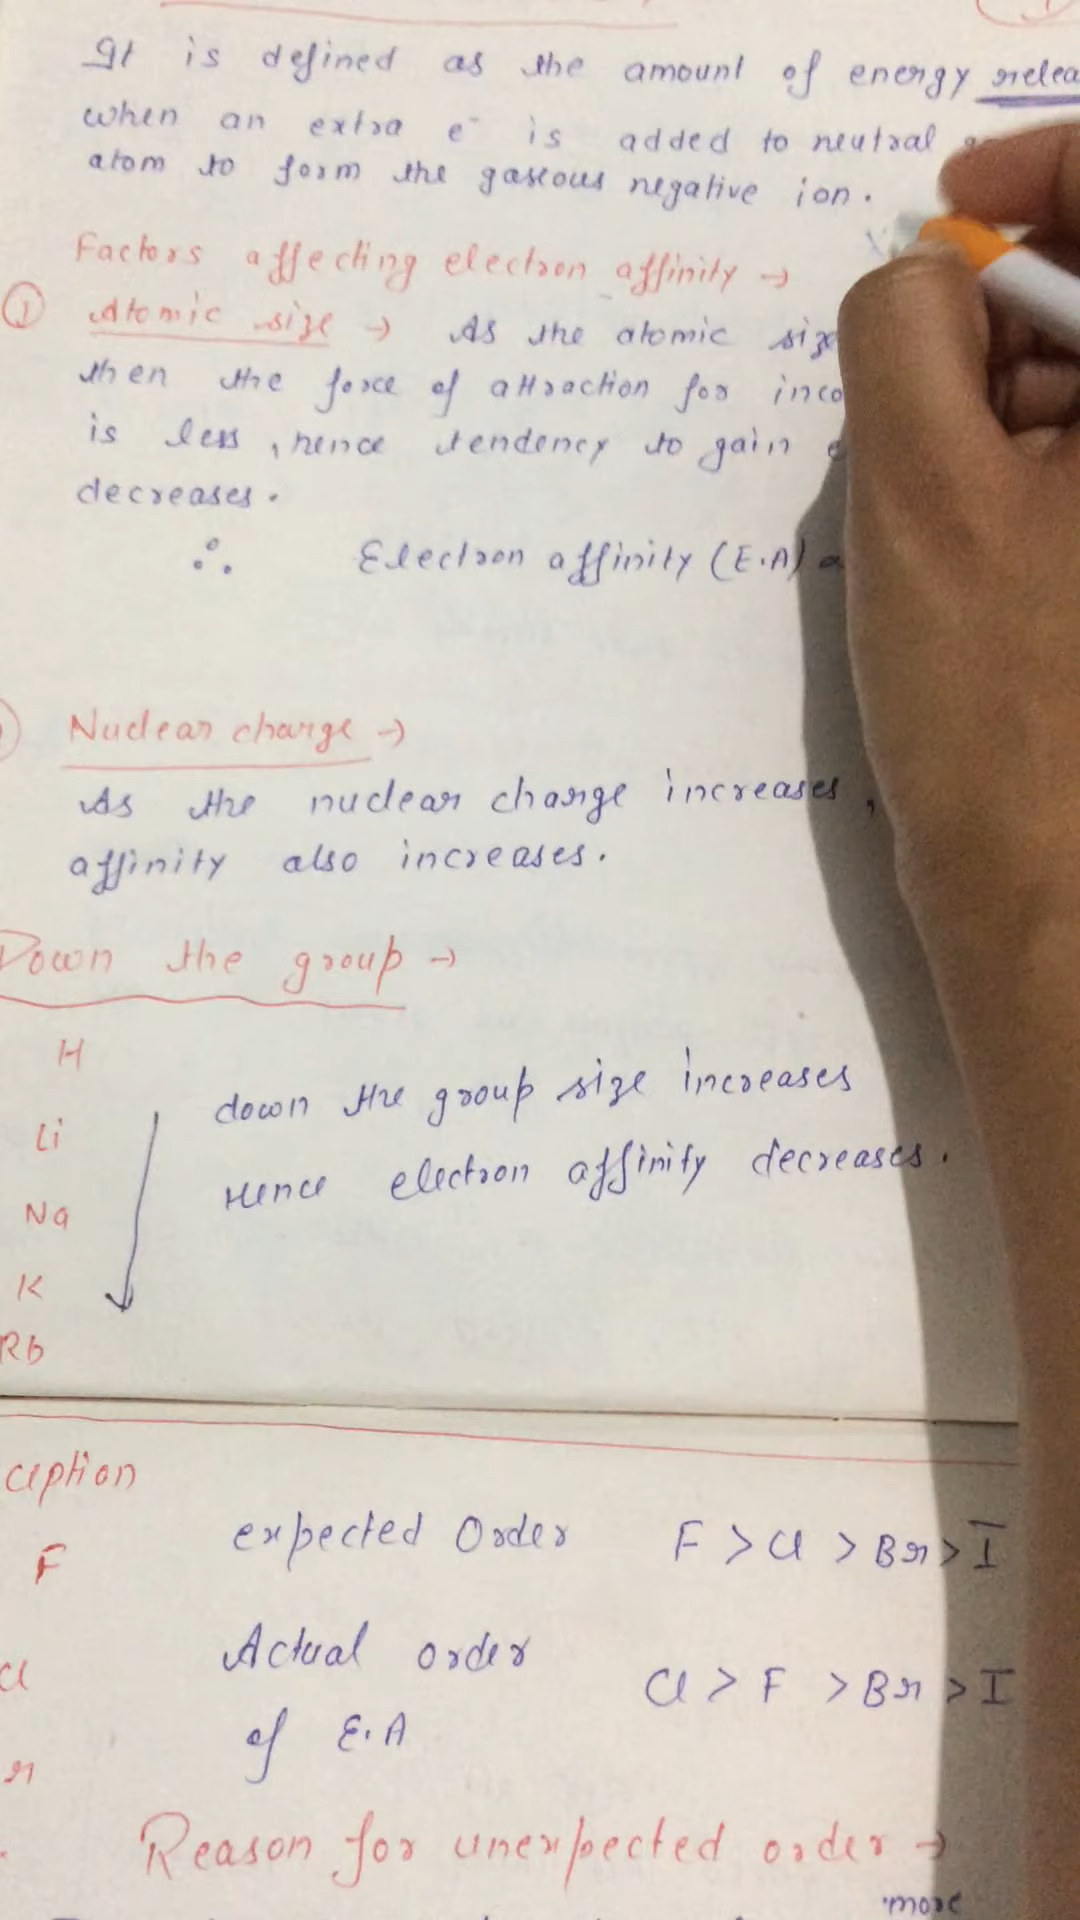 It is defined as the amount of energy relea
when an extra e⁻ is added to neutral
atom to form the gaseous negative ion.
Factors affecting electron affinity →
① Atomic size → As the atomic size
then the force of attraction for inco
is less, hence tendency to gain e
decreases.
∴ Electron affinity (E.A) ∝
Nuclear charge →
As the nuclear charge increases,
affinity also increases.
Down the group →
H
Li
Na
K
Rb
down the group size increases
Hence electron affinity decreases.
ception
F
Cl
r
expected Order F > Cl > Br > I
Actual order
of E.A
Cl > F > Br > I
Reason for unexpected order →
more